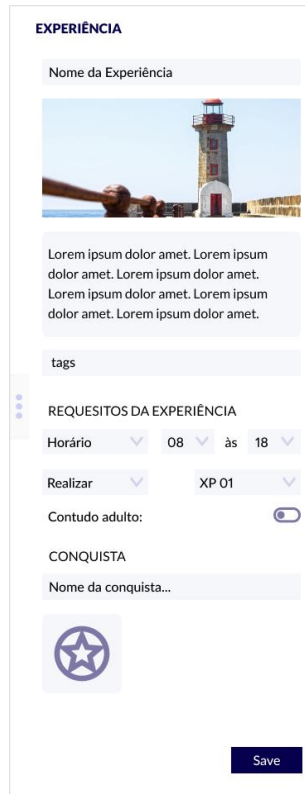 EXPERIÊNCIA
Nome da Experiência
Lorem ipsum dolor amet. Lorem ipsum
dolor amet. Lorem ipsum dolor amet.
Lorem ipsum dolor amet. Lorem ipsum
dolor amet. Lorem ipsum dolor amet.
tags
REQUESITOS DA EXPERIÊNCIA
Horário 08 às 18
Realizar XP 01
Contudo adulto:
CONQUISTA
Nome da conquista...
Save